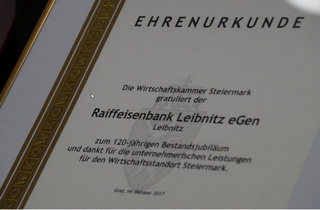 EHRENURKUNDE
Die Wirtschaftskammer Steiermark
gratuliert der
Raiffeisenbank Leibnitz eGen
Leibnitz
zum 120-jährigen Bestandsjubiläum
und dankt für die unternehmerischen Leistungen
für den Wirtschaftsstandort Steiermark.
Graz, im Oktober 2017